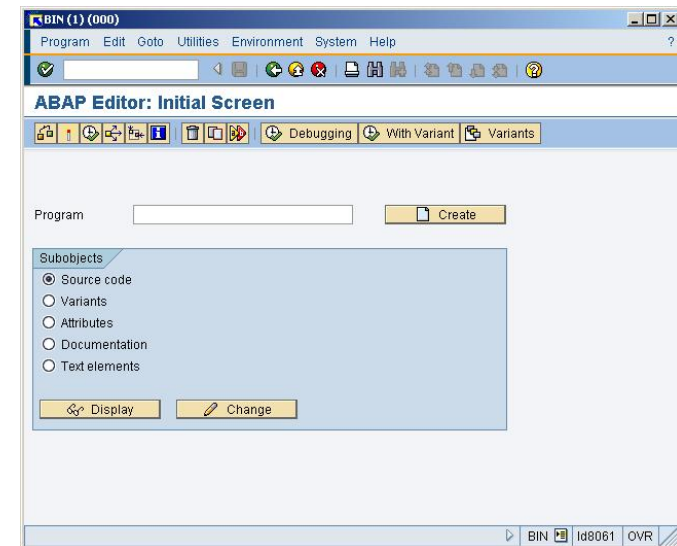 BIN (1) (000)
Program Edit Goto Utilities Environment System Help ?
ABAP Editor: Initial Screen
Debugging With Variant Variants
Program Create
Subobjects
Source code
Variants
Attributes
Documentation
Text elements
Display Change
BIN ld8061 OVR